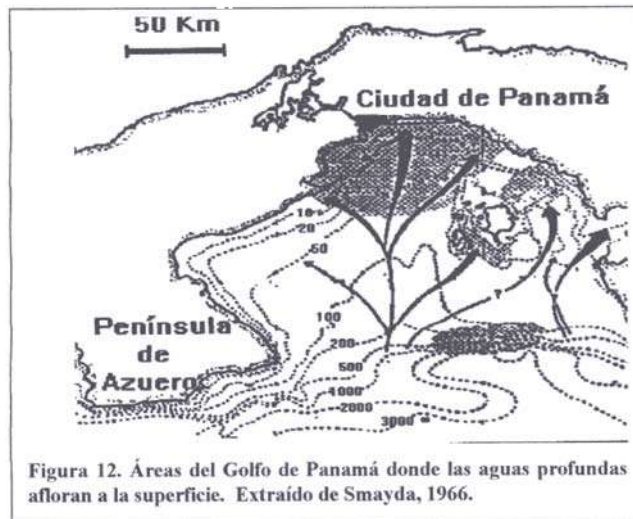 50 Km
Ciudad de Panamá
10
20
50
100
200
500
1000
2000
3000 m
?
Península
de
Azuero
Figura 12. Áreas del Golfo de Panamá donde las aguas profundas
afloran a la superficie. Extraído de Smayda, 1966.